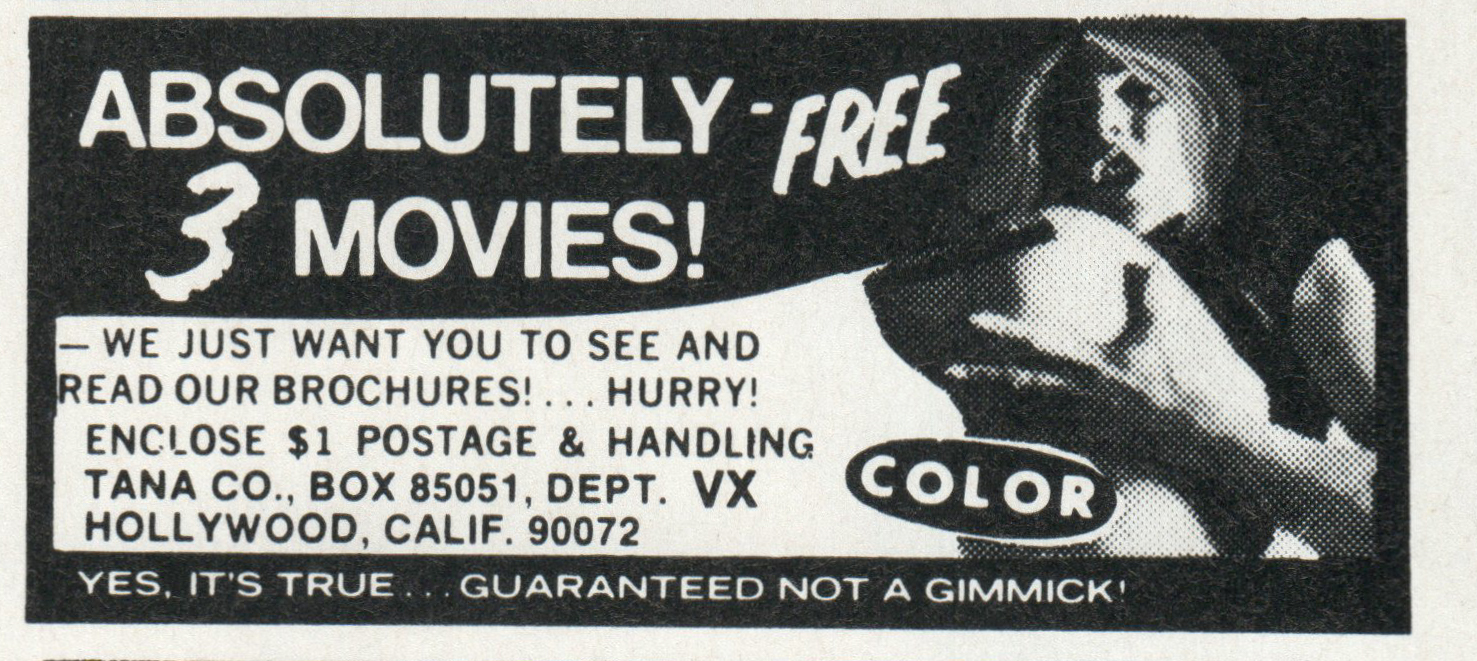 ABSOLUTELY - FREE
3 MOVIES!
— WE JUST WANT YOU TO SEE AND
READ OUR BROCHURES! ... HURRY!
ENCLOSE $1 POSTAGE & HANDLING
TANA CO., BOX 85051, DEPT. VX
HOLLYWOOD, CALIF. 90072
COLOR
YES, IT'S TRUE ... GUARANTEED NOT A GIMMICK!